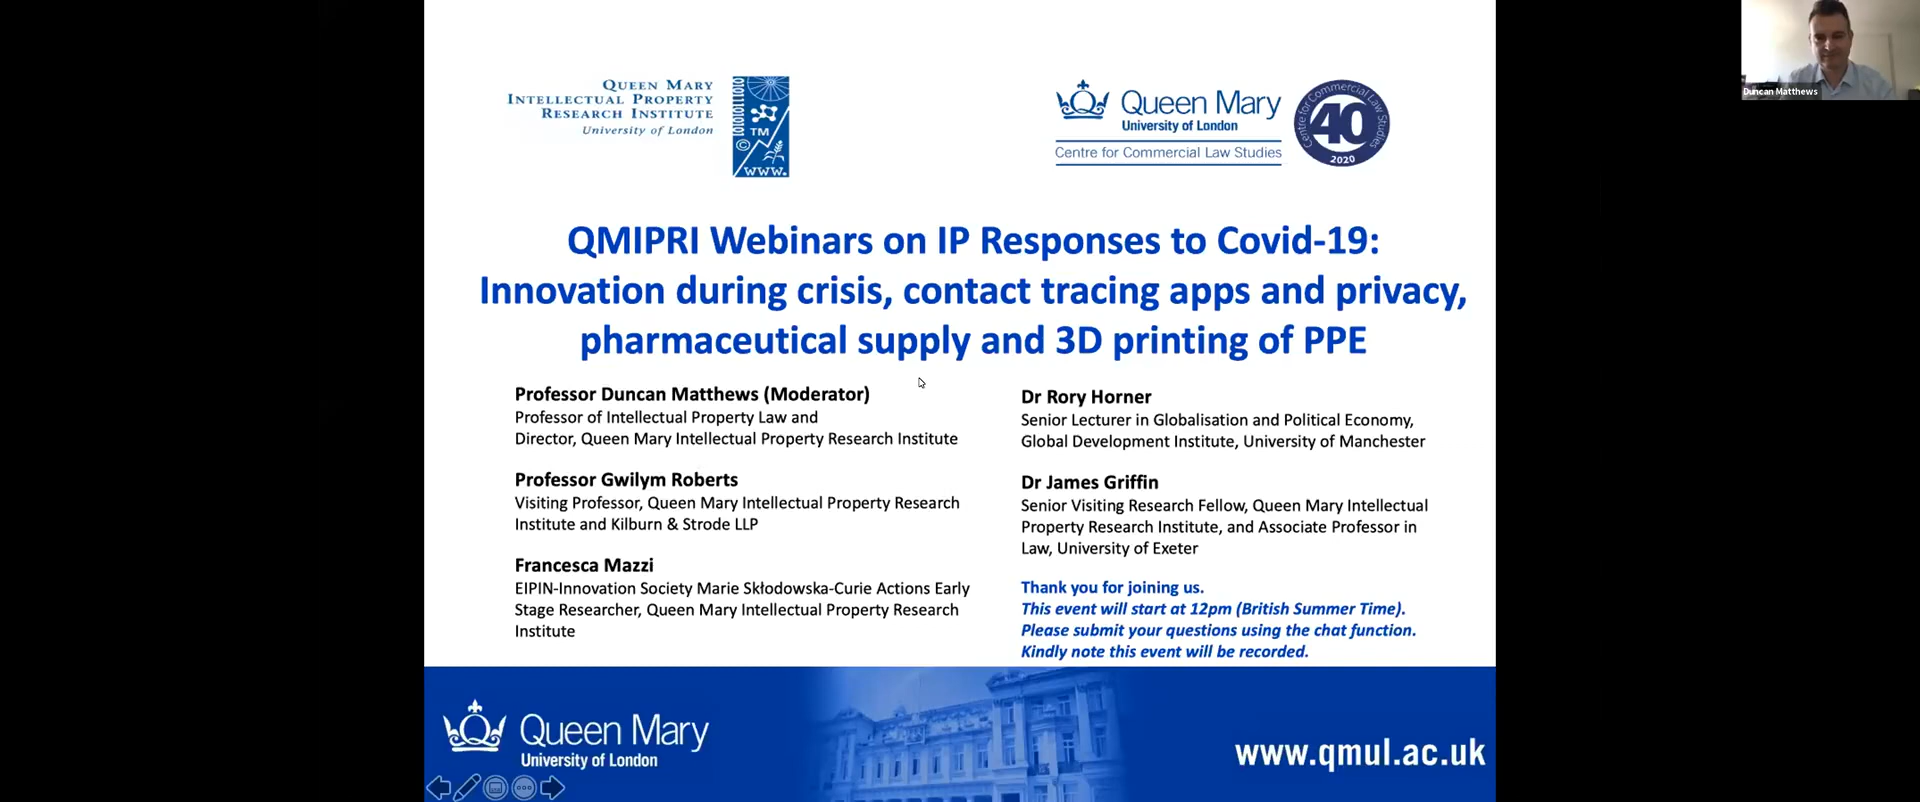 QUEEN MARY
INTELLECTUAL PROPERTY
RESEARCH INSTITUTE
University of London
TM
©
www.
Queen Mary
University of London
Centre for Commercial Law Studies
Centre for Commercial Law Studies
40
2020
Duncan Matthews
QMIPRI Webinars on IP Responses to Covid-19:
Innovation during crisis, contact tracing apps and privacy,
pharmaceutical supply and 3D printing of PPE
Professor Duncan Matthews (Moderator)
Professor of Intellectual Property Law and
Director, Queen Mary Intellectual Property Research Institute
Professor Gwilym Roberts
Visiting Professor, Queen Mary Intellectual Property Research
Institute and Kilburn & Strode LLP
Francesca Mazzi
EIPIN-Innovation Society Marie Skłodowska-Curie Actions Early
Stage Researcher, Queen Mary Intellectual Property Research
Institute
Dr Rory Horner
Senior Lecturer in Globalisation and Political Economy,
Global Development Institute, University of Manchester
Dr James Griffin
Senior Visiting Research Fellow, Queen Mary Intellectual
Property Research Institute, and Associate Professor in
Law, University of Exeter
Thank you for joining us.
This event will start at 12pm (British Summer Time).
Please submit your questions using the chat function.
Kindly note this event will be recorded.
Queen Mary
University of London
www.qmul.ac.uk